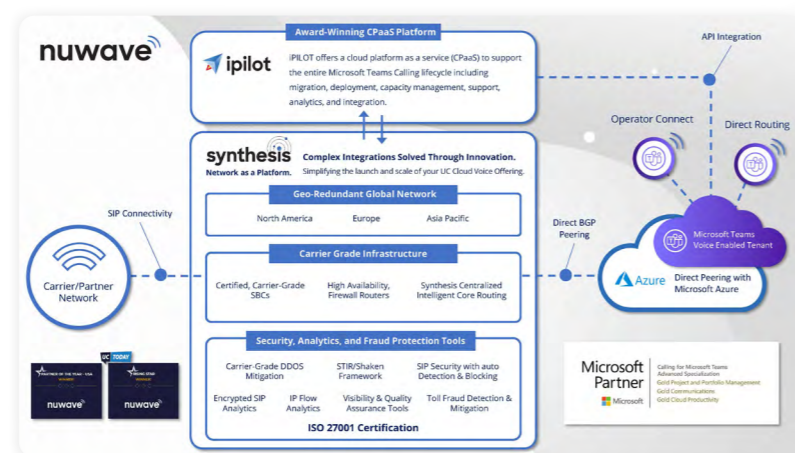 nuwave
Award-Winning CPaaS Platform
ipilot
iPILOT offers a cloud platform as a service (CPaaS) to support
the entire Microsoft Teams Calling lifecycle including
migration, deployment, capacity management, support,
analytics, and integration.
API Integration
Operator Connect
Direct Routing
synthesis
Network as a Platform.
Complex Integrations Solved Through Innovation.
Simplifying the launch and scale of your UC Cloud Voice Offering.
Geo-Redundant Global Network
North America
Europe
Asia Pacific
SIP Connectivity
Direct BGP
Peering
Microsoft Teams
Voice Enabled Tenant
Carrier/Partner
Network
Carrier Grade Infrastructure
Certified, Carrier-Grade
SBCs
High Availability,
Firewall Routers
Synthesis Centralized
Intelligent Core Routing
Azure
Direct Peering with
Microsoft Azure
Security, Analytics, and Fraud Protection Tools
Carrier-Grade DDOS
Mitigation
STIR/Shaken
Framework
SIP Security with auto
Detection & Blocking
Encrypted SIP
Analytics
IP Flow
Analytics
Visibility & Quality
Assurance Tools
Toll Fraud Detection &
Mitigation
ISO 27001 Certification
UC TODAY
PARTNER OF THE YEAR - USA
nuwave
RISING STAR
nuwave
Microsoft
Partner
Microsoft
Calling for Microsoft Teams
Advanced Specialization
Gold Project and Portfolio Management
Gold Communications
Gold Cloud Productivity